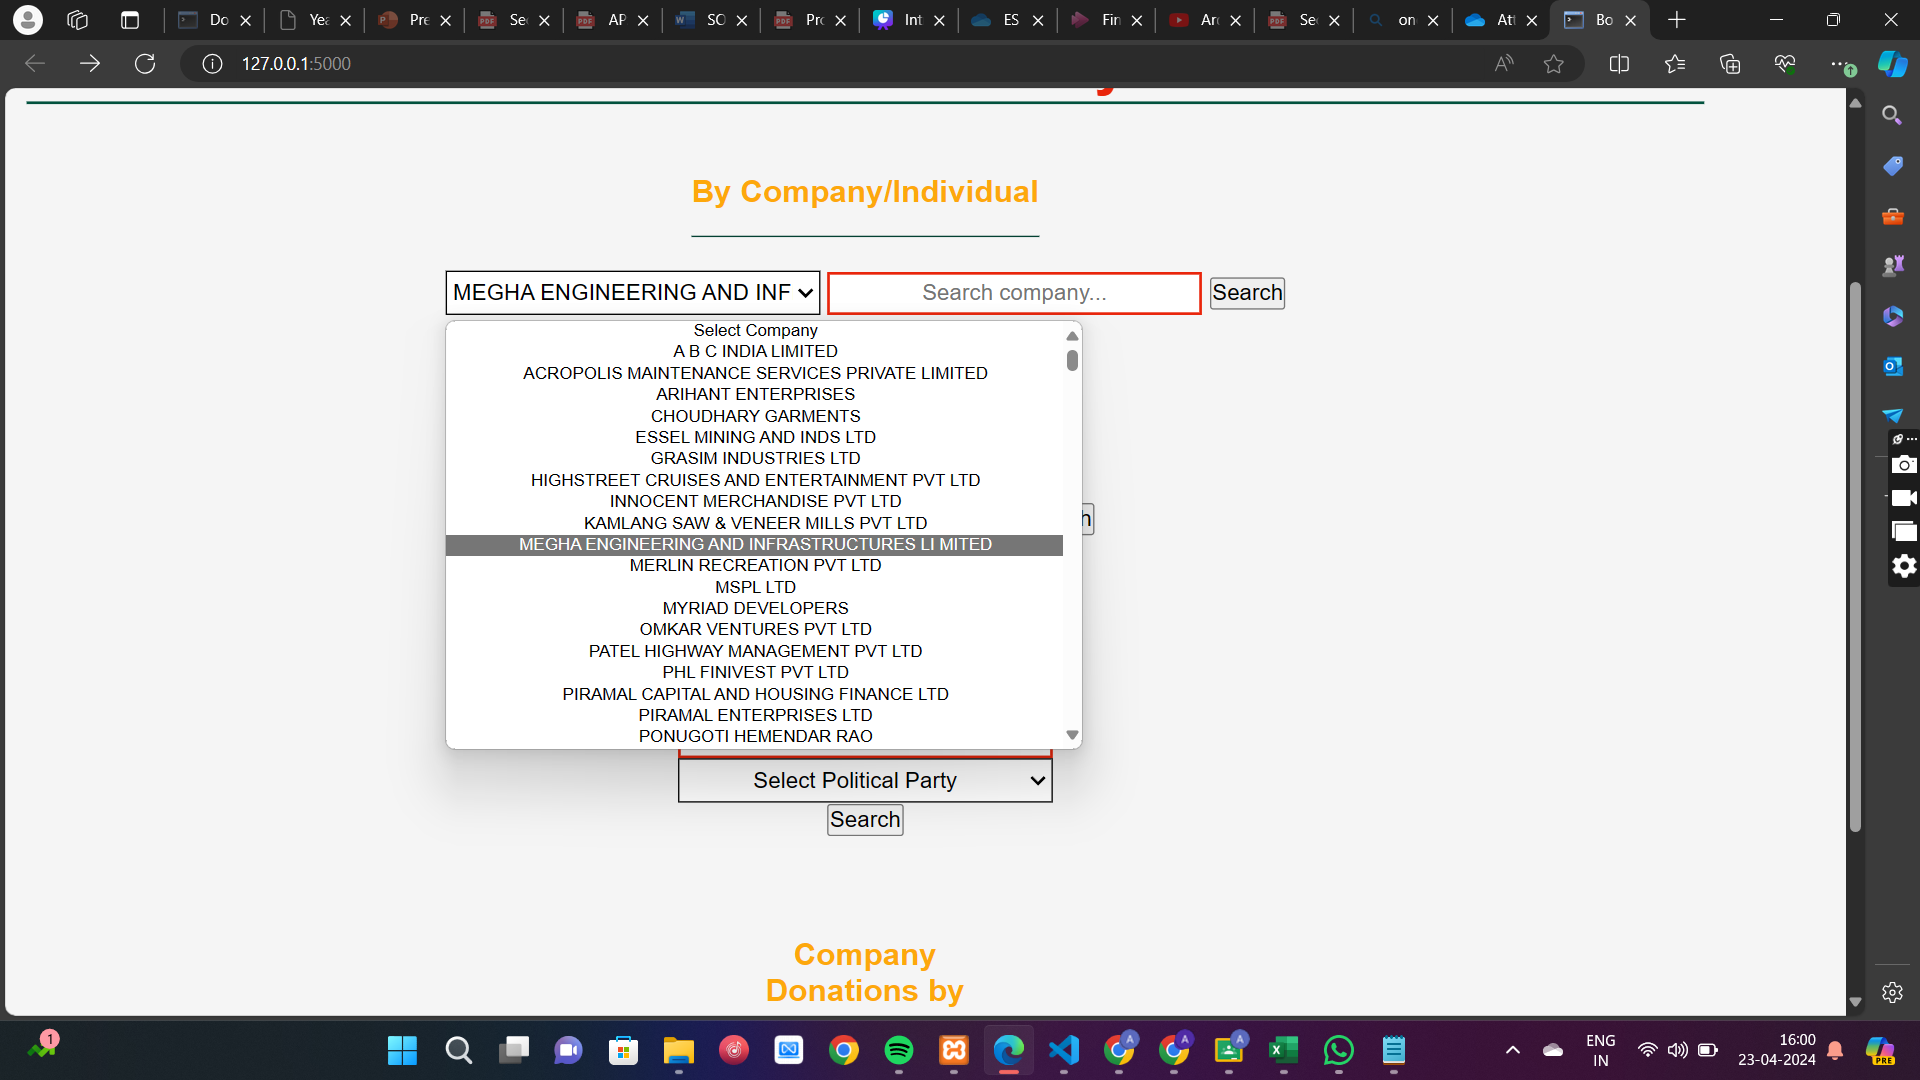 Do
Yea
Pre
Sec
AP
SO
Pro
Int
ES
Fin
Arc
Sec
on
Att
Bo
127.0.0.1:5000
By Company/Individual
MEGHA ENGINEERING AND INF
Search company...
Search
Select Company
A B C INDIA LIMITED
ACROPOLIS MAINTENANCE SERVICES PRIVATE LIMITED
ARIHANT ENTERPRISES
CHOUDHARY GARMENTS
ESSEL MINING AND INDS LTD
GRASIM INDUSTRIES LTD
HIGHSTREET CRUISES AND ENTERTAINMENT PVT LTD
INNOCENT MERCHANDISE PVT LTD
KAMLANG SAW & VENEER MILLS PVT LTD
MEGHA ENGINEERING AND INFRASTRUCTURES LI MITED
MERLIN RECREATION PVT LTD
MSPL LTD
MYRIAD DEVELOPERS
OMKAR VENTURES PVT LTD
PATEL HIGHWAY MANAGEMENT PVT LTD
PHL FINIVEST PVT LTD
PIRAMAL CAPITAL AND HOUSING FINANCE LTD
PIRAMAL ENTERPRISES LTD
PONUGOTI HEMENDAR RAO
Select Political Party
Search
Company
Donations by
1
ENG
IN
16:00
23-04-2024
PRE